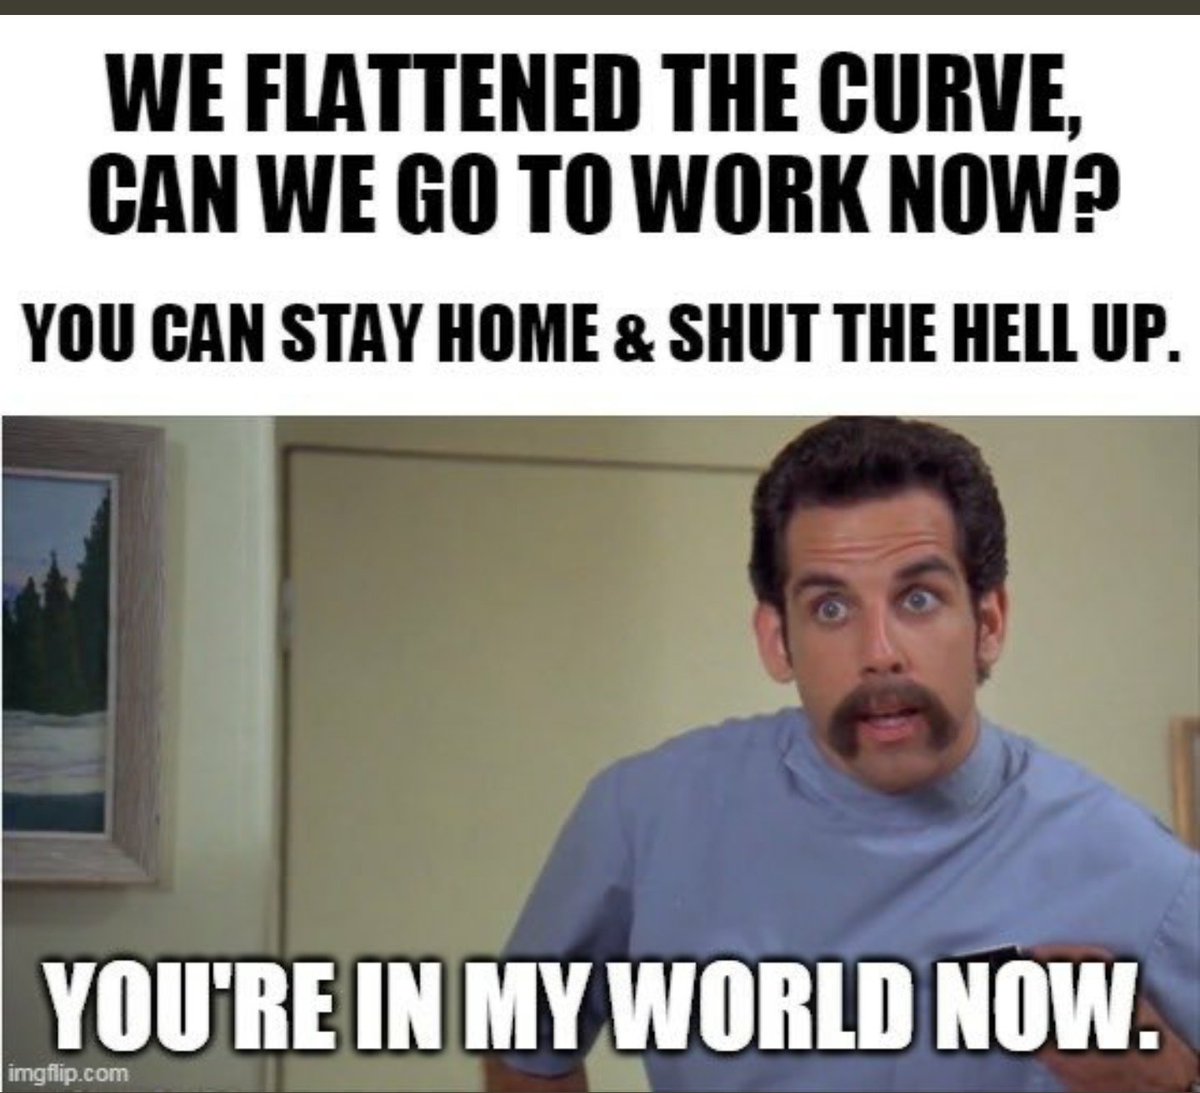 WE FLATTENED THE CURVE,
CAN WE GO TO WORK NOW?
YOU CAN STAY HOME & SHUT THE HELL UP.
YOU'RE IN MY WORLD NOW.
imgflip.com